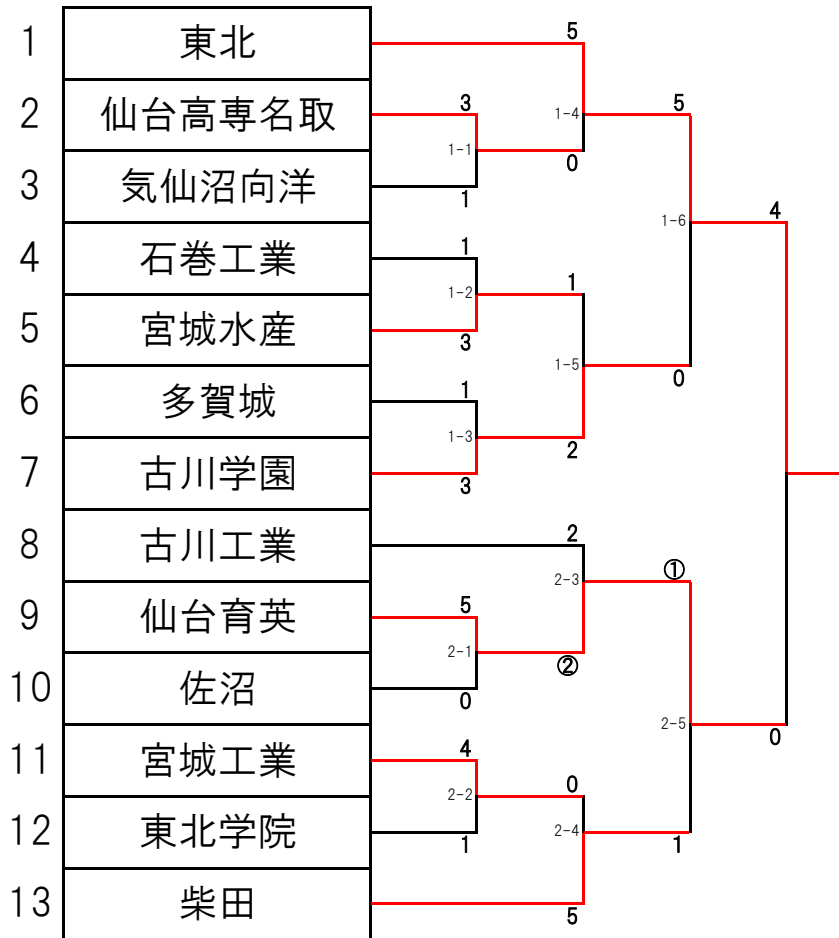 1 東北 5
2 仙台高専名取 3 1-4 5
1-1 0
3 気仙沼向洋 1
1-6 4
4 石巻工業 1
1-2 1
5 宮城水産 3
1-5 0
6 多賀城 1
1-3 2
7 古川学園 3
8 古川工業 2
2-3 ①
9 仙台育英 5
2-1 ②
10 佐沼 0
2-5 0
11 宮城工業 4
2-2 0
12 東北学院 1 2-4 1
13 柴田 5